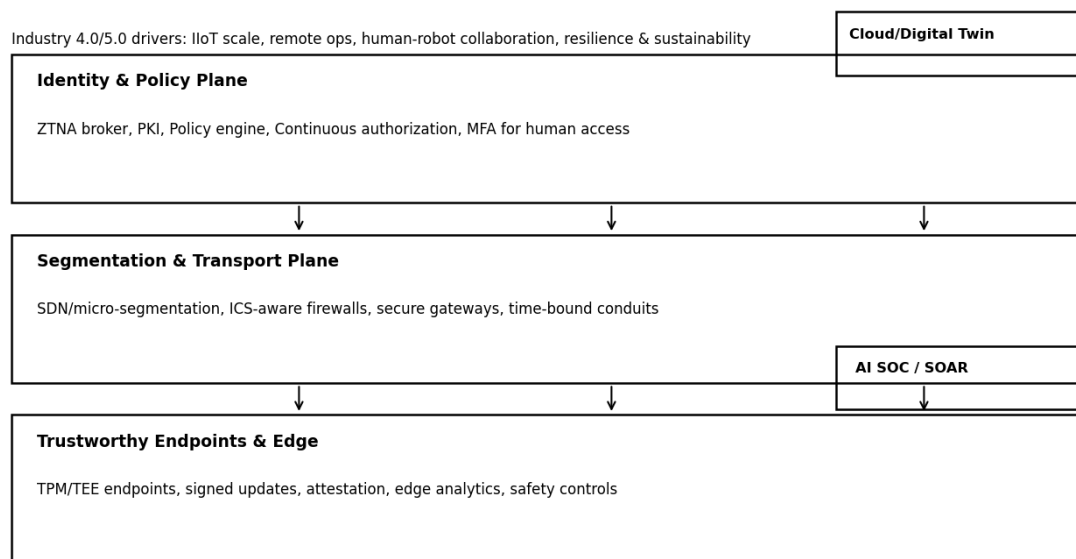 Industry 4.0/5.0 drivers: IIoT scale, remote ops, human-robot collaboration, resilience & sustainability
Cloud/Digital Twin
Identity & Policy Plane
ZTNA broker, PKI, Policy engine, Continuous authorization, MFA for human access
Segmentation & Transport Plane
SDN/micro-segmentation, ICS-aware firewalls, secure gateways, time-bound conduits
AI SOC / SOAR
Trustworthy Endpoints & Edge
TPM/TEE endpoints, signed updates, attestation, edge analytics, safety controls